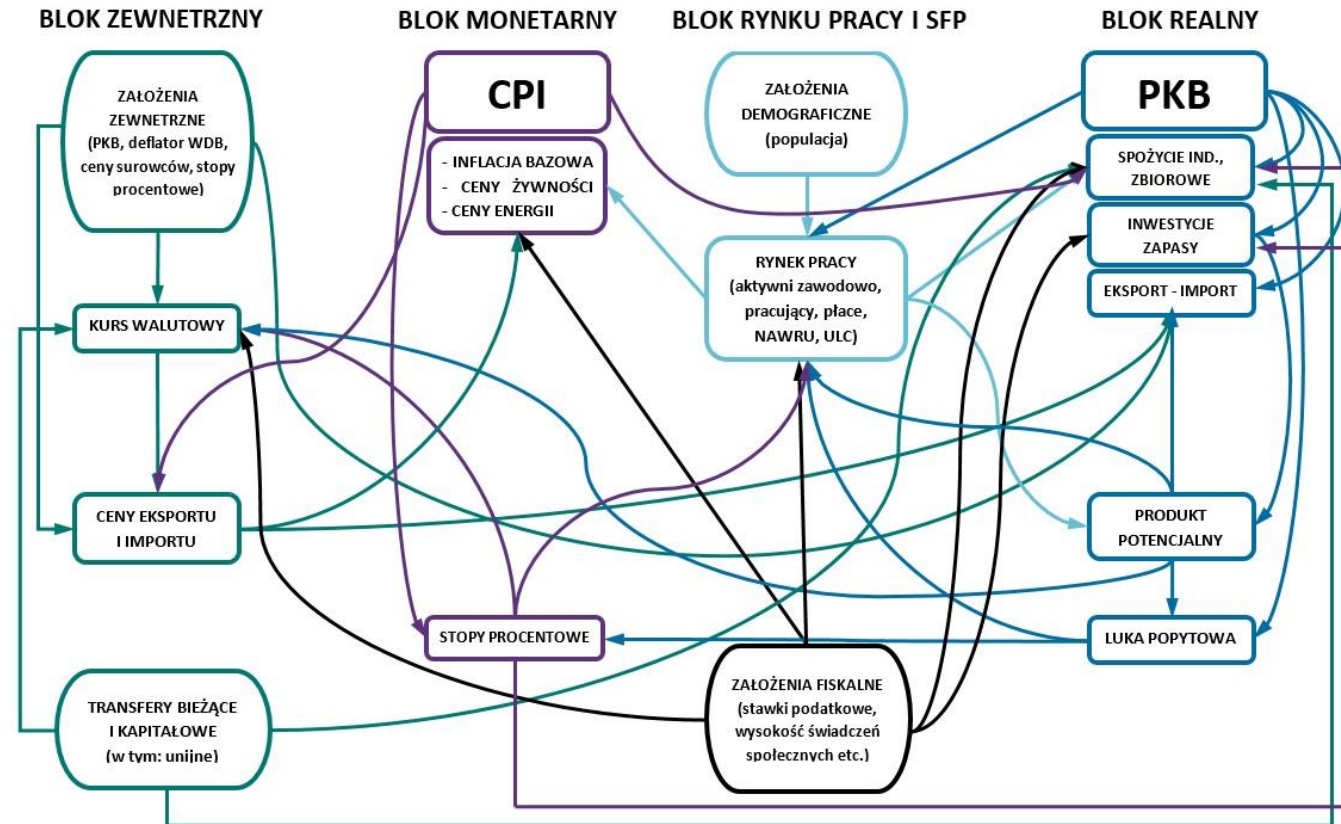 BLOK ZEWNETRZNY
BLOK MONETARNY
BLOK RYNKU PRACY I SFP
BLOK REALNY
ZAŁOŻENIA
ZEWNETRZNE
(PKB, deflator WDB,
ceny surowców, stopy
procentowe)
KURS WALUTOWY
CENY EKSPORTU
I IMPORTU
TRANSFERY BIEŻĄCE
I KAPITAŁOWE
(w tym: unijne)
CPI
- INFLACJA BAZOWA
- CENY ŻYWNOŚCI
- CENY ENERGII
STOPY PROCENTOWE
ZAŁOŻENIA
DEMOGRAFICZNE
(populacja)
RYNEK PRACY
(aktywni zawodowo,
pracujący, płace,
NAWRU, ULC)
ZAŁOŻENIA FISKALNE
(stawki podatkowe,
wysokość świadczeń
społecznych etc.)
PKB
SPOŻYCIE IND.,
ZBIOROWE
INWESTYCJE
ZAPASY
EKSPORT - IMPORT
PRODUKT
POTENCJALNY
LUKA POPYTOWA